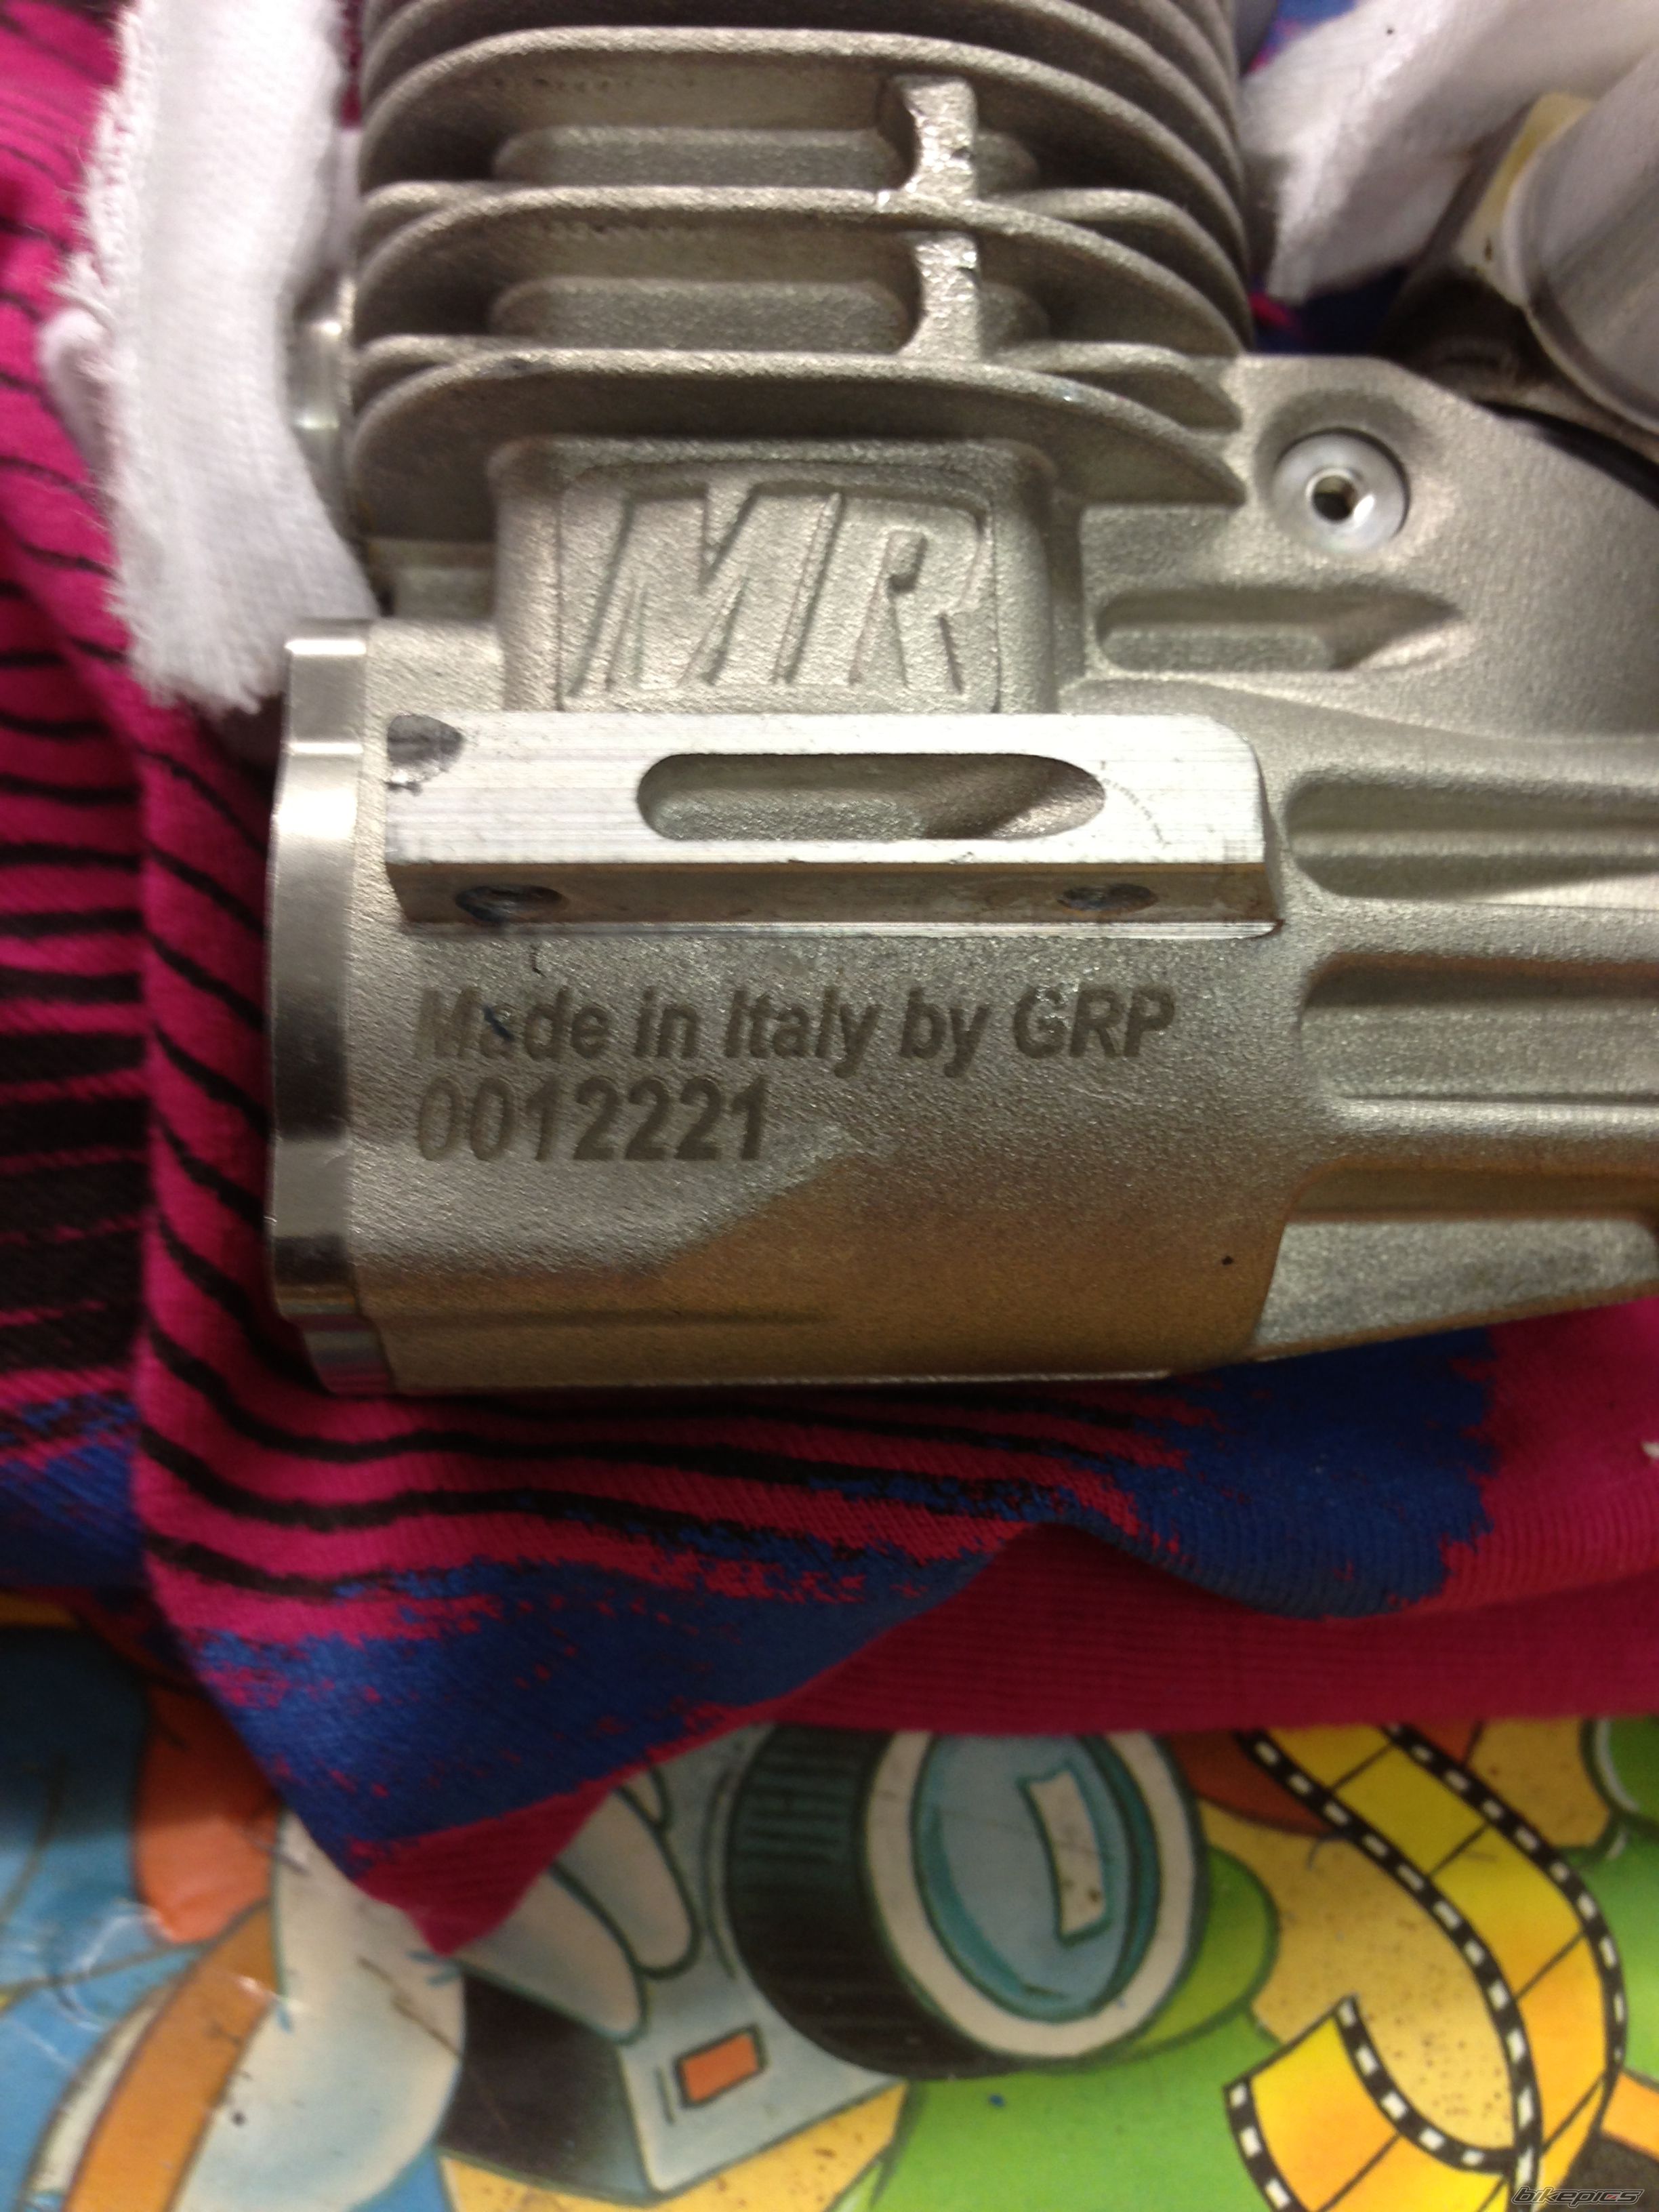 MR
Made in Italy by GRP
0012221
bikepics